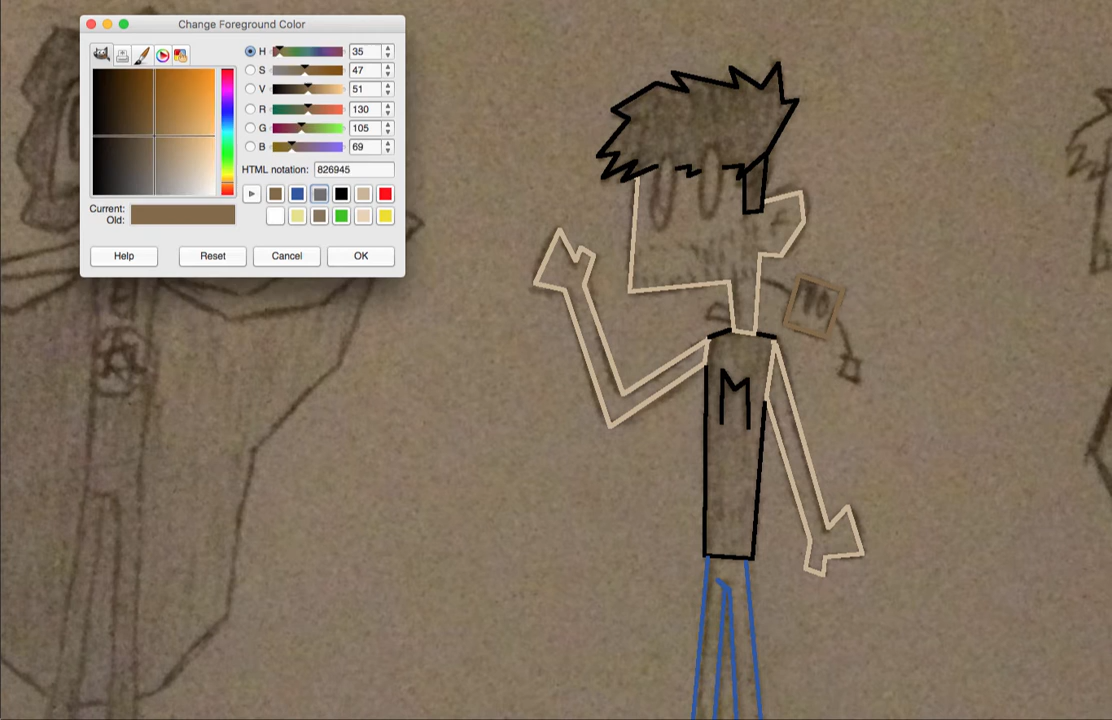 Change Foreground Color
H 35
S 47
V 51
R 130
G 105
B 69
HTML notation: 826945
Current:
Old:
Help Reset Cancel OK
M